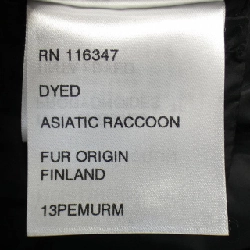 RN 116347
DYED
ASIATIC RACCOON
FUR ORIGIN
FINLAND
13PEMURM